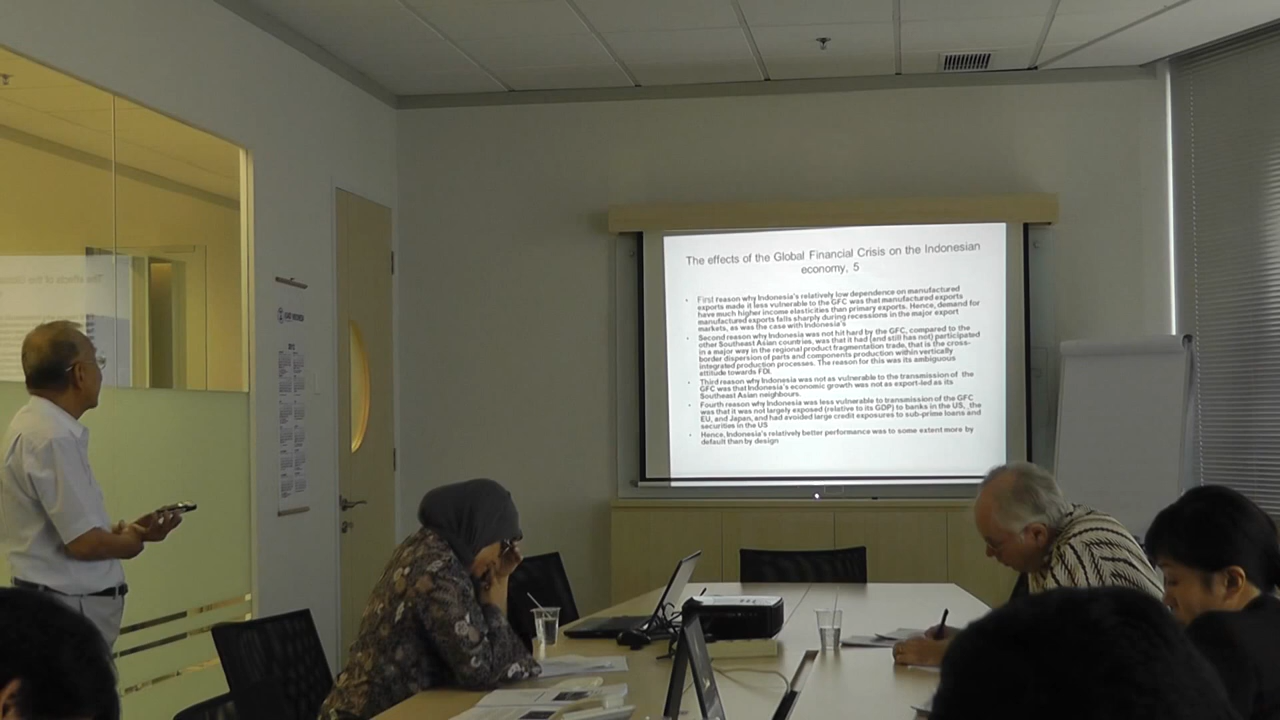 The effects of the Global Financial Crisis on the Indonesian
economy. 5
• First reason why Indonesia's relatively low dependence on manufactured
exports made it less vulnerable to the GFC was that manufactured exports
have much higher income elasticities than primary exports. Hence, demand for
manufactured exports falls sharply during recessions in the major export
markets, as was the case with Indonesia's
• Second reason why Indonesia was not hit hard by the GFC, compared to the
other Southeast Asian countries, was that it had (and still has not) participated
in a major way in the regional product fragmentation trade, that is the cross-
border dispersion of parts and components production within vertically
integrated production processes. The reason for this was its ambiguous
attitude towards FDI.
• Third reason why Indonesia was not as vulnerable to the transmission of the
GFC was that Indonesia's economic growth was not as export-led as its
Southeast Asian neighbours.
• Fourth reason why Indonesia was less vulnerable to transmission of the GFC
was that it was not largely exposed (relative to its GDP) to banks in the US, the
EU, and Japan, and had avoided large credit exposures to sub-prime loans and
securities in the US
• Hence, Indonesia's relatively better performance was to some extent more by
default than by design